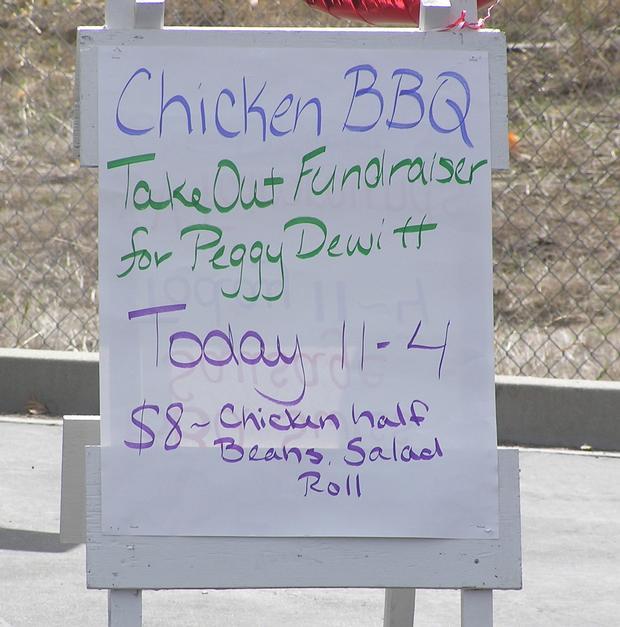 Chicken BBQ
Take Out Fundraiser
for Peggy Dewitt
Today 11-4
$8~ Chicken half
Beans, Salad
Roll